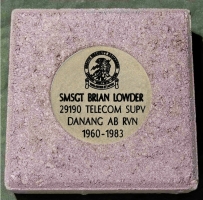 SMSGT BRIAN LOWDER
29190 TELECOM SUPV
DANANG AB RVN
1960-1983